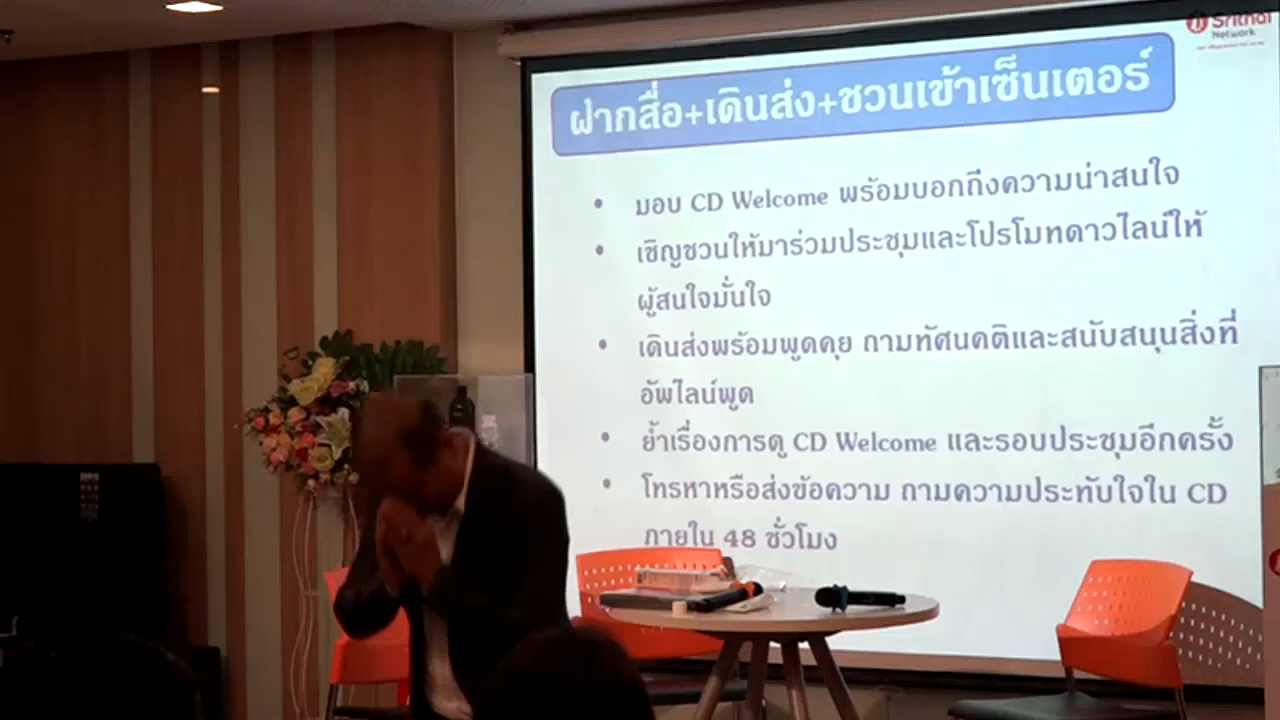 Srithai
Network
ฝากสื่อ+เดินส่ง+ชวนเข้าเซ็นเตอร์
• มอบ CD Welcome พร้อมบอกถึงความน่าสนใจ
• เชิญชวนให้มาร่วมประชุมและโปรโมทดาวไลน์ให้
ผู้สนใจมั่นใจ
• เดินส่งพร้อมพูดคุย ถามทัศนคติและสนับสนุนสิ่งที่
อัพไลน์พูด
• ย้ำเรื่องการดู CD Welcome และรอบประชุมอีกครั้ง
• โทรหาหรือส่งข้อความ ถามความประทับใจใน CD
ภายใน 48 ชั่วโมง